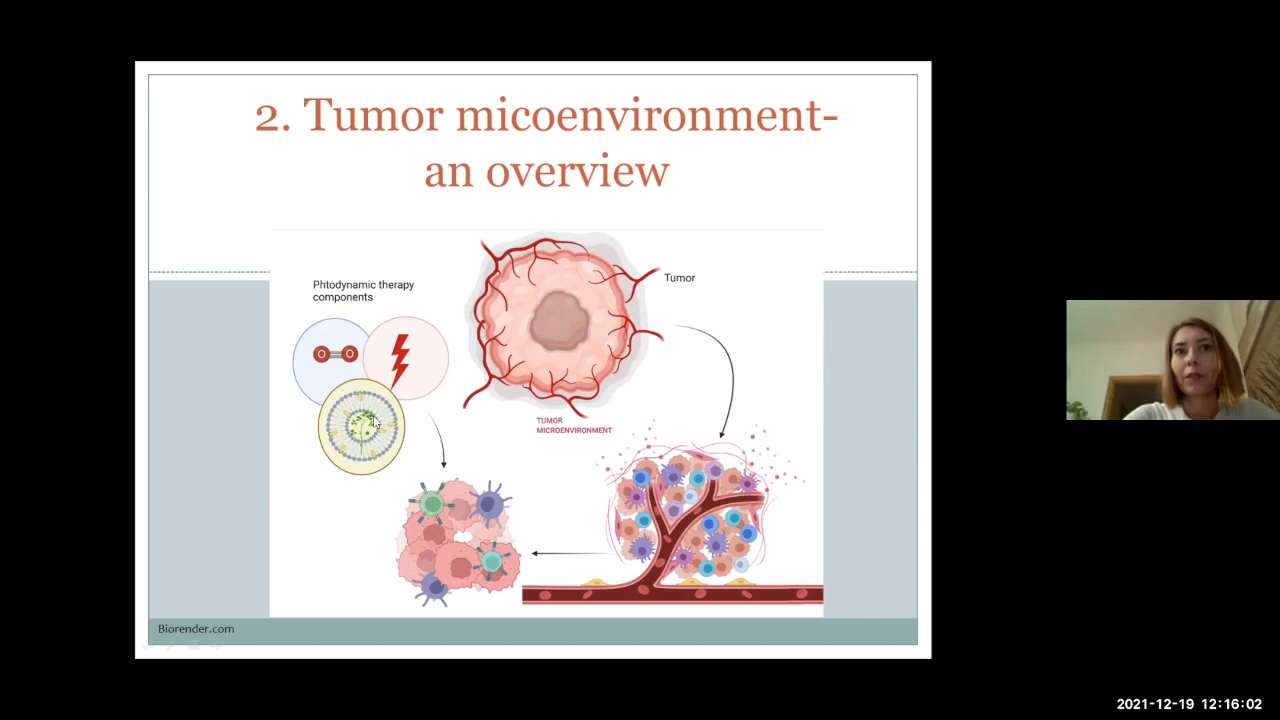 2. Tumor micoenvironment-
an overview
Phtodynamic therapy
components
Tumor
O O
TUMOR
MICROENVIRONMENT
Biorender.com
2021-12-19 12:16:02